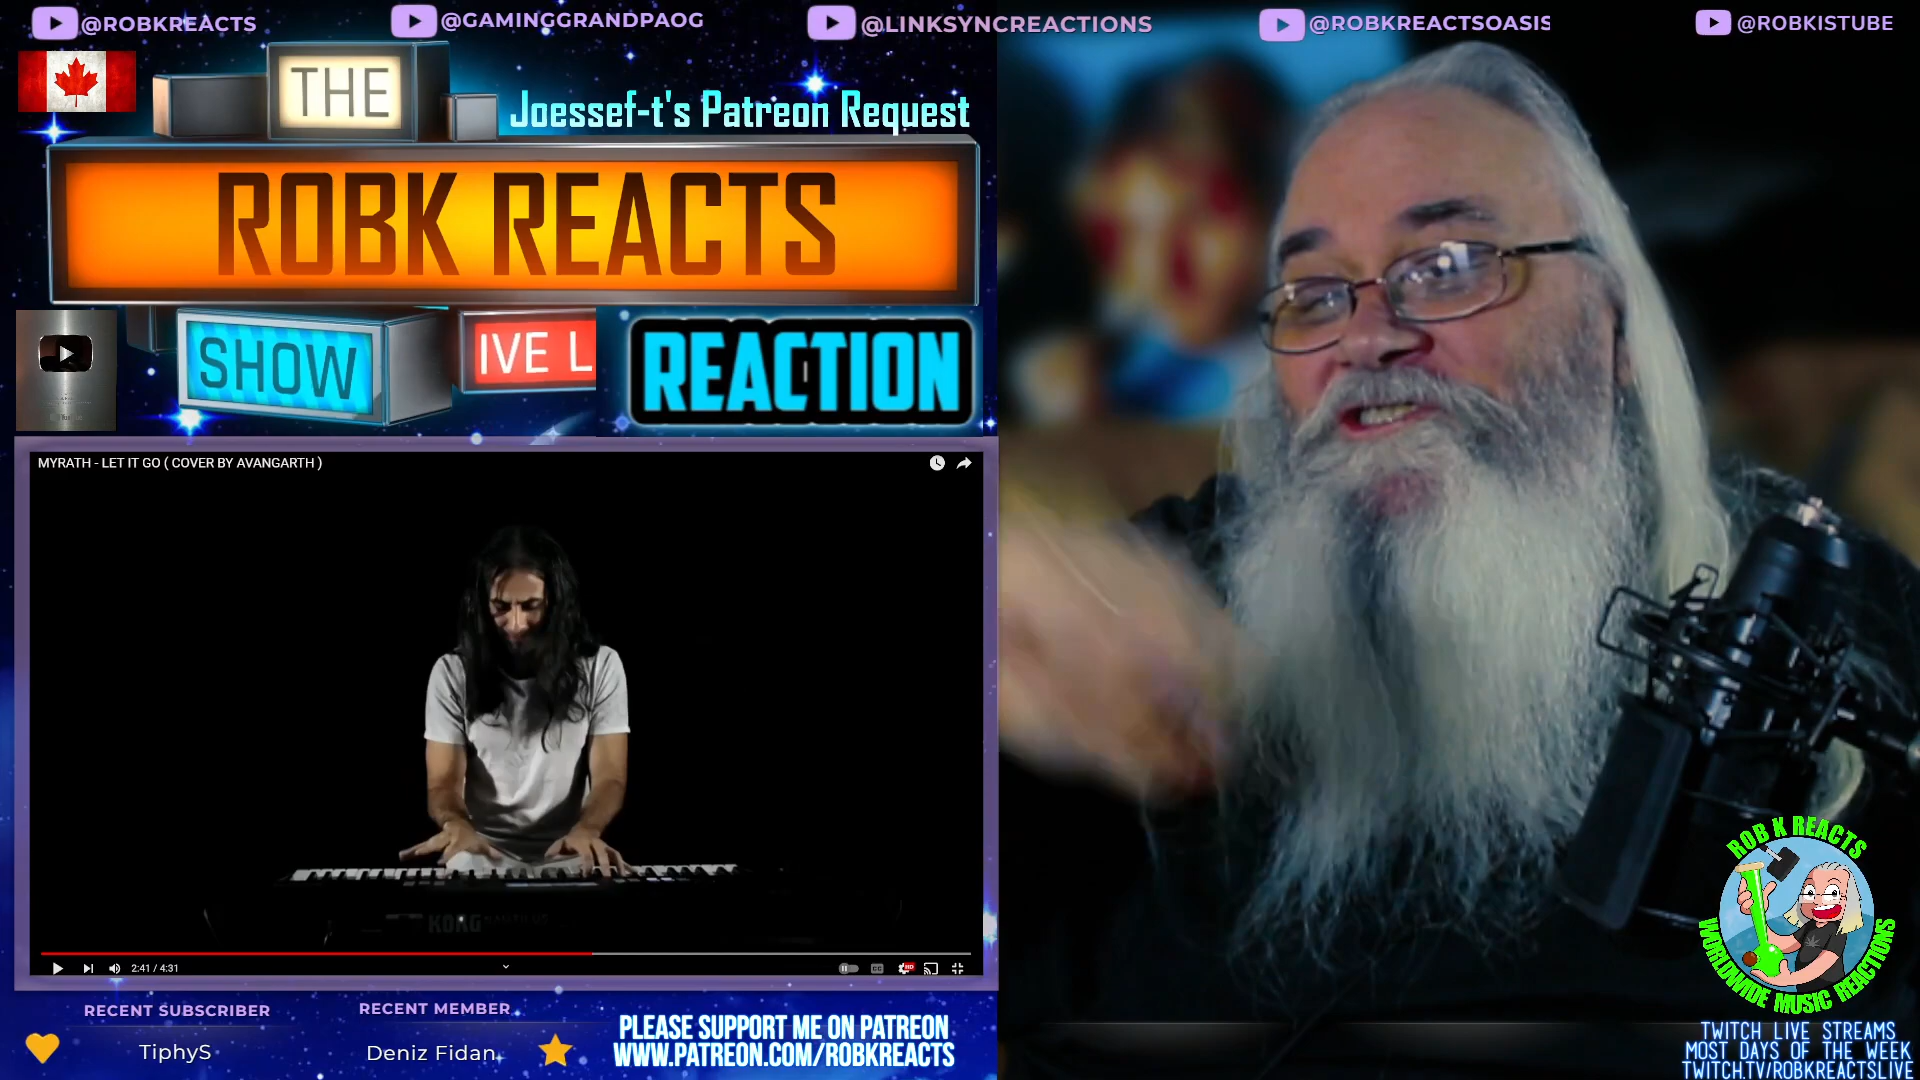 @ROBKREACTS
@GAMINGGRANDPAOG
@LINKSYNCREACTIONS
@ROBKREACTSOASIS
@ROBKISTUBE
THE
Joessef-t's Patreon Request
ROBK REACTS
SHOW
IVE L
REACTION
MYRATH - LET IT GO ( COVER BY AVANGARTH )
KORG
2:41 / 4:31
CC
HD
RECENT SUBSCRIBER
TiphyS
RECENT MEMBER
Deniz Fidan
PLEASE SUPPORT ME ON PATREON
WWW.PATREON.COM/ROBKREACTS
ROB K REACTS
WORLDWIDE MUSIC REACTIONS
TWITCH LIVE STREAMS
MOST DAYS OF THE WEEK
TWITCH.TV/ROBKREACTSLIVE